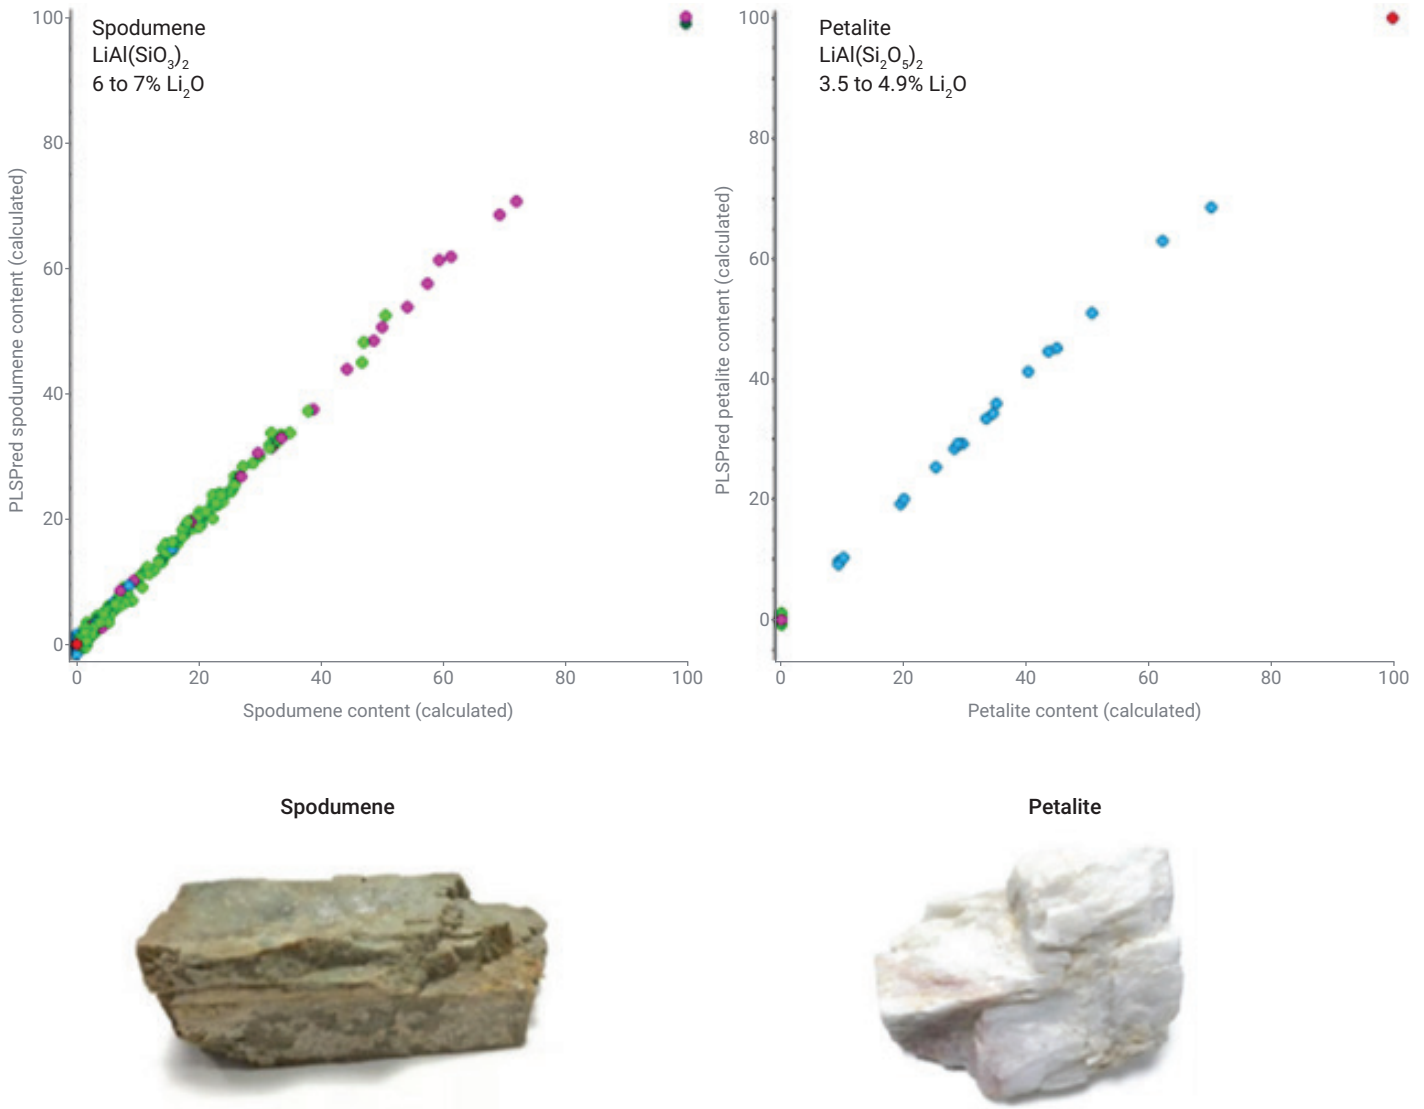 Spodumene
LiAl(SiO₃)₂
6 to 7% Li₂O
PLSPred spodumene content (calculated)
100
80
60
40
20
0
0 20 40 60 80 100
Spodumene content (calculated)
Petalite
LiAl(Si₂O₅)₂
3.5 to 4.9% Li₂O
PLSPred petalite content (calculated)
100
80
60
40
20
0
0 20 40 60 80 100
Petalite content (calculated)
Spodumene
Petalite